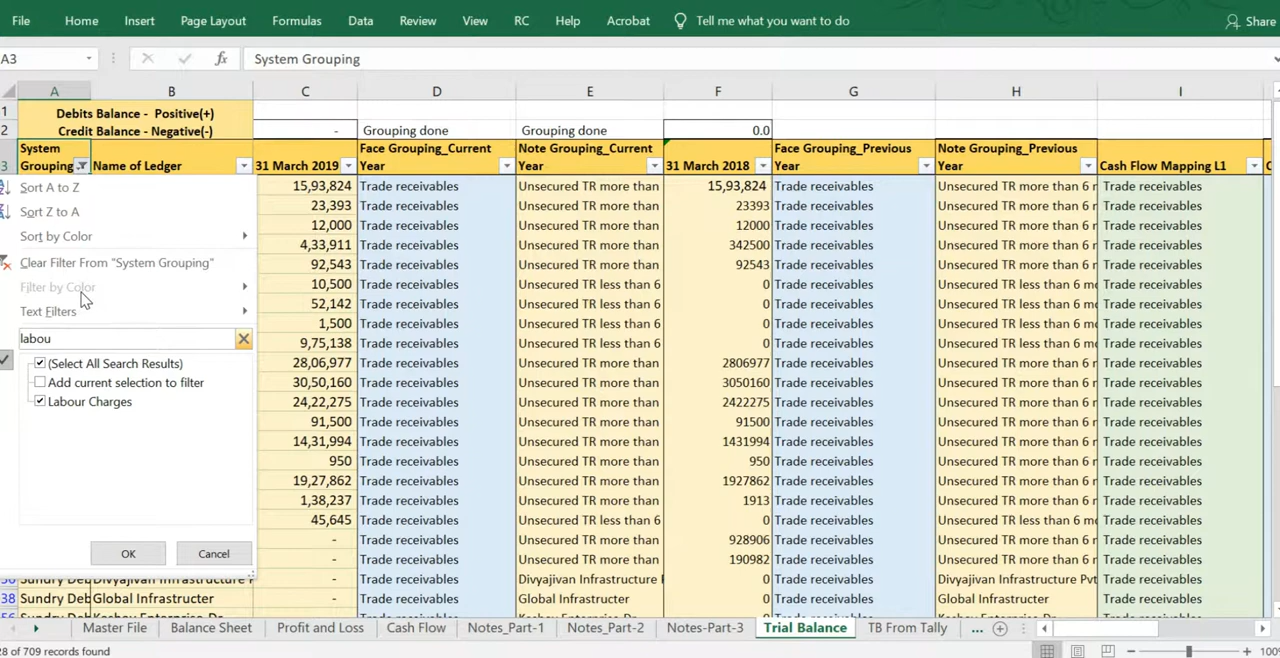 File Home Insert Page Layout Formulas Data Review View RC Help Acrobat Tell me what you want to do Share
A3 fx System Grouping
A B C D E F G H I
1 Debits Balance - Positive(+)
2 Credit Balance - Negative(-) - Grouping done Grouping done 0.0
3 System Grouping Name of Ledger 31 March 2019 Face Grouping_Current Year Note Grouping_Current Year 31 March 2018 Face Grouping_Previous Year Note Grouping_Previous Year Cash Flow Mapping L1
Sort A to Z
Sort Z to A
Sort by Color
Clear Filter From "System Grouping"
Filter by Color
Text Filters
labou
(Select All Search Results)
Add current selection to filter
Labour Charges
OK Cancel
15,93,824 Trade receivables Unsecured TR more than 15,93,824 Trade receivables Unsecured TR more than 6 m Trade receivables
23,393 Trade receivables Unsecured TR more than 23393 Trade receivables Unsecured TR more than 6 m Trade receivables
12,000 Trade receivables Unsecured TR more than 12000 Trade receivables Unsecured TR more than 6 m Trade receivables
4,33,911 Trade receivables Unsecured TR more than 342500 Trade receivables Unsecured TR more than 6 m Trade receivables
92,543 Trade receivables Unsecured TR more than 92543 Trade receivables Unsecured TR more than 6 m Trade receivables
10,500 Trade receivables Unsecured TR less than 6 0 Trade receivables Unsecured TR less than 6 mo Trade receivables
52,142 Trade receivables Unsecured TR less than 6 0 Trade receivables Unsecured TR less than 6 mo Trade receivables
1,500 Trade receivables Unsecured TR less than 6 0 Trade receivables Unsecured TR less than 6 mo Trade receivables
9,75,138 Trade receivables Unsecured TR less than 6 0 Trade receivables Unsecured TR less than 6 mo Trade receivables
28,06,977 Trade receivables Unsecured TR more than 2806977 Trade receivables Unsecured TR more than 6 m Trade receivables
30,50,160 Trade receivables Unsecured TR more than 3050160 Trade receivables Unsecured TR more than 6 m Trade receivables
24,22,275 Trade receivables Unsecured TR more than 2422275 Trade receivables Unsecured TR more than 6 m Trade receivables
91,500 Trade receivables Unsecured TR more than 91500 Trade receivables Unsecured TR more than 6 m Trade receivables
14,31,994 Trade receivables Unsecured TR more than 1431994 Trade receivables Unsecured TR more than 6 m Trade receivables
950 Trade receivables Unsecured TR more than 950 Trade receivables Unsecured TR more than 6 m Trade receivables
19,27,862 Trade receivables Unsecured TR more than 1927862 Trade receivables Unsecured TR more than 6 m Trade receivables
1,38,237 Trade receivables Unsecured TR more than 1913 Trade receivables Unsecured TR more than 6 m Trade receivables
45,645 Trade receivables Unsecured TR less than 6 0 Trade receivables Unsecured TR less than 6 mo Trade receivables
- Trade receivables Unsecured TR more than 928906 Trade receivables Unsecured TR more than 6 m Trade receivables
- Trade receivables Unsecured TR more than 190982 Trade receivables Unsecured TR more than 6 m Trade receivables
- Trade receivables Divyajivan Infrastructure P 0 Trade receivables Divyajivan Infrastructure Pvt Trade receivables
38 Sundry Deb Global Infrastructer - Trade receivables Global Infrastructer 0 Trade receivables Global Infrastructer Trade receivables
Master File Balance Sheet Profit and Loss Cash Flow Notes_Part-1 Notes_Part-2 Notes-Part-3 Trial Balance TB From Tally ...
28 of 709 records found 100%